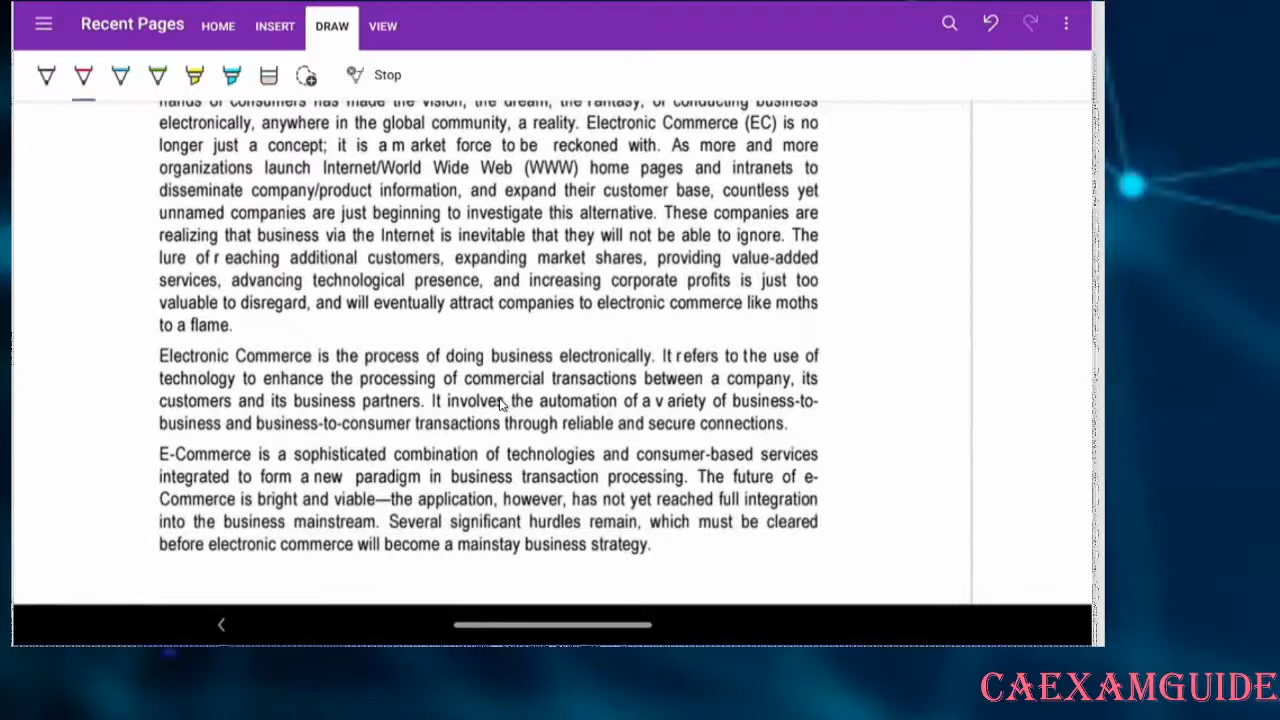 Recent Pages HOME INSERT DRAW VIEW
Stop
hands of consumers has made the vision, the dream, the fantasy, of conducting business
electronically, anywhere in the global community, a reality. Electronic Commerce (EC) is no
longer just a concept; it is a m arket force to be reckoned with. As more and more
organizations launch Internet/World Wide Web (WWW) home pages and intranets to
disseminate company/product information, and expand their customer base, countless yet
unnamed companies are just beginning to investigate this alternative. These companies are
realizing that business via the Internet is inevitable that they will not be able to ignore. The
lure of r eaching additional customers, expanding market shares, providing value-added
services, advancing technological presence, and increasing corporate profits is just too
valuable to disregard, and will eventually attract companies to electronic commerce like moths
to a flame.
Electronic Commerce is the process of doing business electronically. It refers to the use of
technology to enhance the processing of commercial transactions between a company, its
customers and its business partners. It involves the automation of a v ariety of business-to-
business and business-to-consumer transactions through reliable and secure connections.
E-Commerce is a sophisticated combination of technologies and consumer-based services
integrated to form a new paradigm in business transaction processing. The future of e-
Commerce is bright and viable—the application, however, has not yet reached full integration
into the business mainstream. Several significant hurdles remain, which must be cleared
before electronic commerce will become a mainstay business strategy.
CAEXAMGUIDE